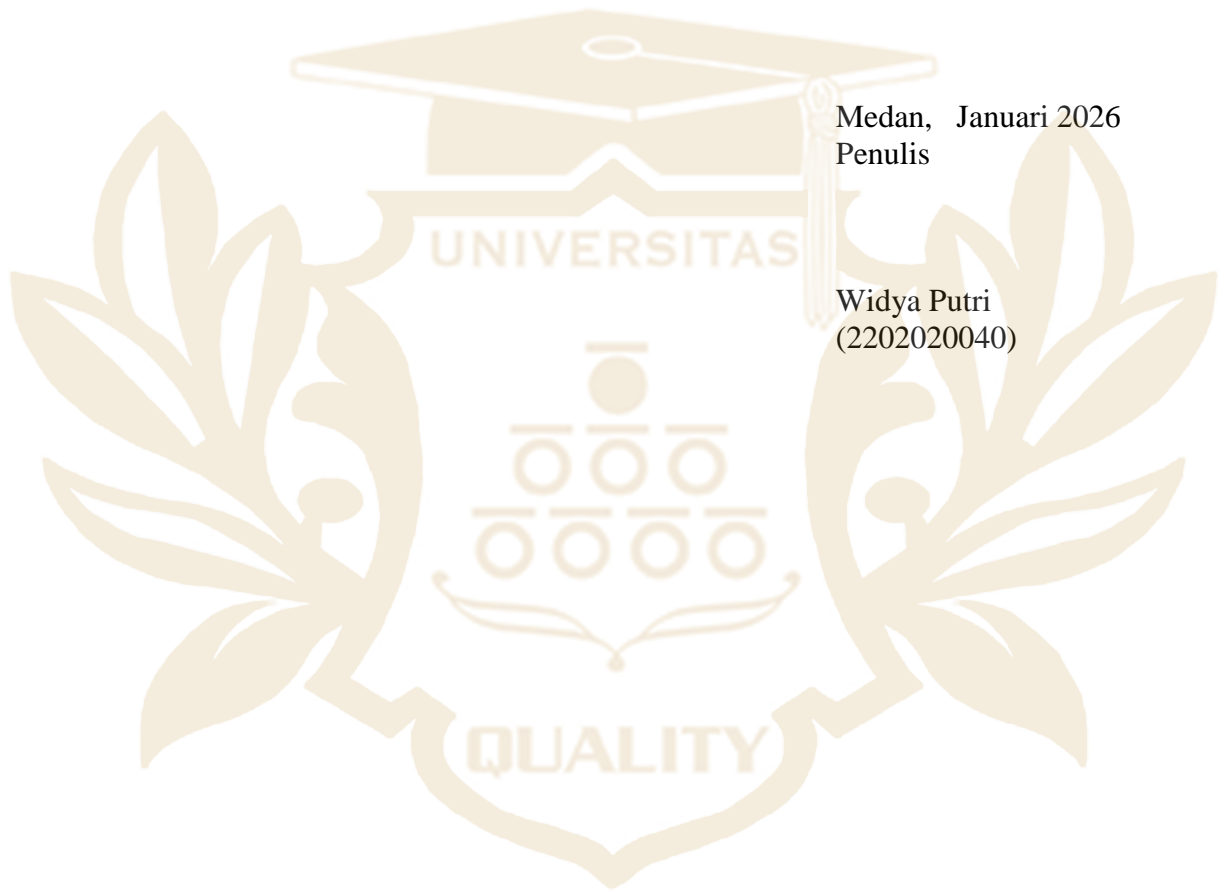 Medan,   Januari 2026
Penulis
UNIVERSITAS
Widya Putri
(2202020040)
QUALITY